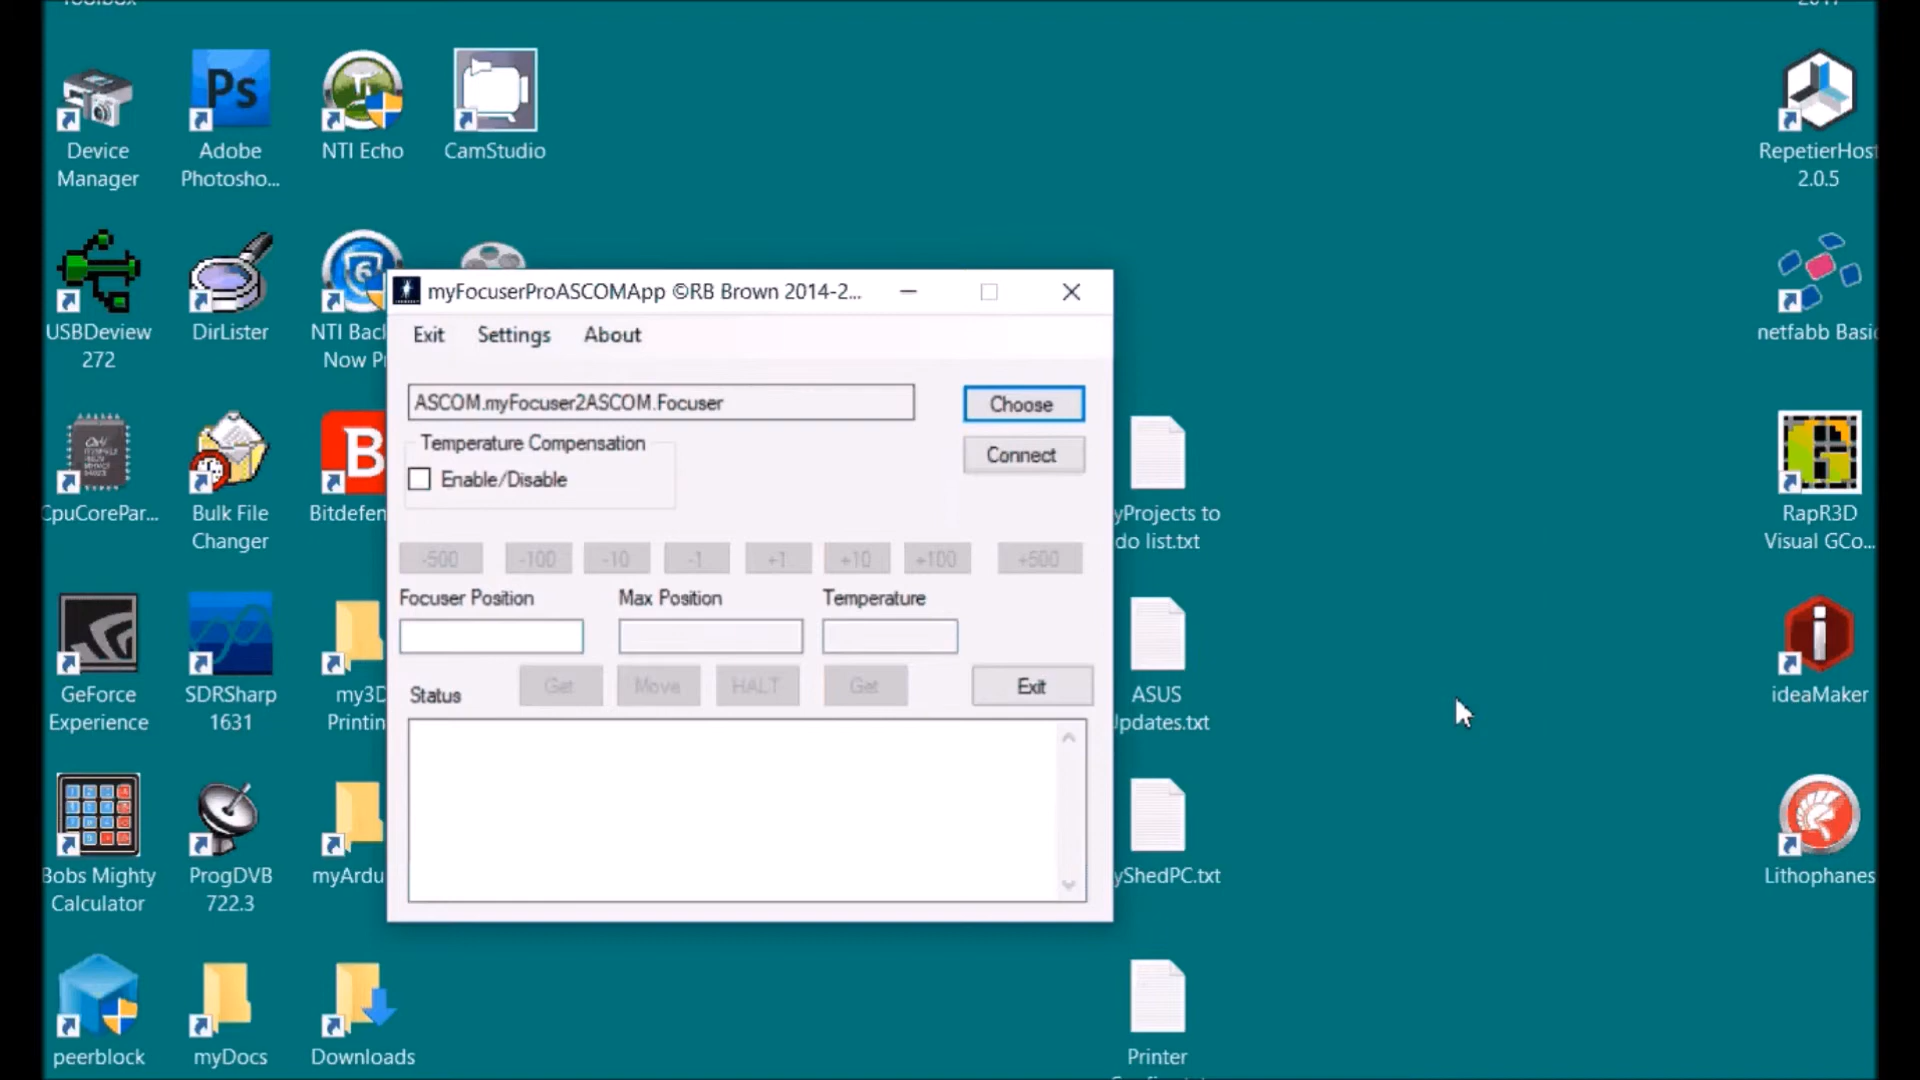 2017
Device
Manager
Adobe
Photosho...
NTI Echo
CamStudio
RepetierHost
2.0.5
USBDeview
272
DirLister
NTI Bac
Now P
netfabb Basic
myFocuserProASCOMApp ©RB Brown 2014-2...
Exit Settings About
ASCOM.myFocuser2ASCOM.Focuser
Choose
Temperature Compensation
Enable/Disable
Connect
-500 -100 -10 -1 +1 +10 +100 +500
Focuser Position Max Position Temperature
Status
Get Move HALT Get Exit
CpuCorePar...
Bulk File
Changer
Bitdefen
yProjects to
do list.txt
RapR3D
Visual GCo...
GeForce
Experience
SDRSharp
1631
my3D
Printin
ASUS
Updates.txt
ideaMaker
Bobs Mighty
Calculator
ProgDVB
722.3
myArdu
yShedPC.txt
Lithophanes
peerblock
myDocs
Downloads
Printer